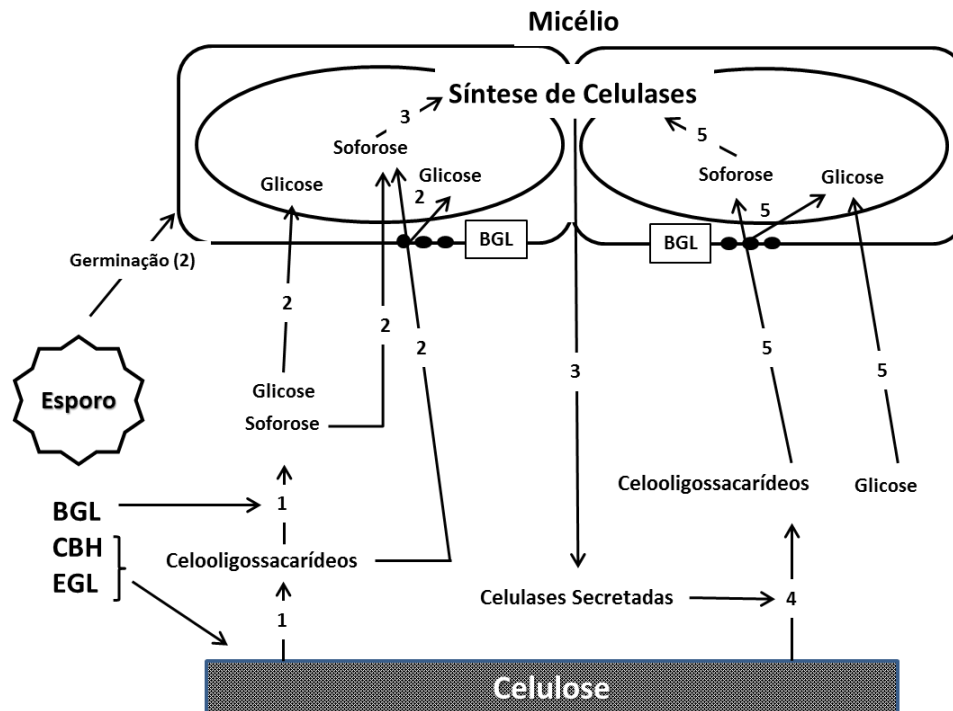 Micélio
Síntese de Celulases
3
5
Soforose
Glicose
Glicose
2
Soforose
Glicose
5
BGL
BGL
Germinação (2)
2
2
2
3
5
5
Esporo
Glicose
Soforose
Celooligossacarídeos
Glicose
BGL
1
CBH
EGL
Celooligossacarídeos
Celulases Secretadas
4
1
Celulose